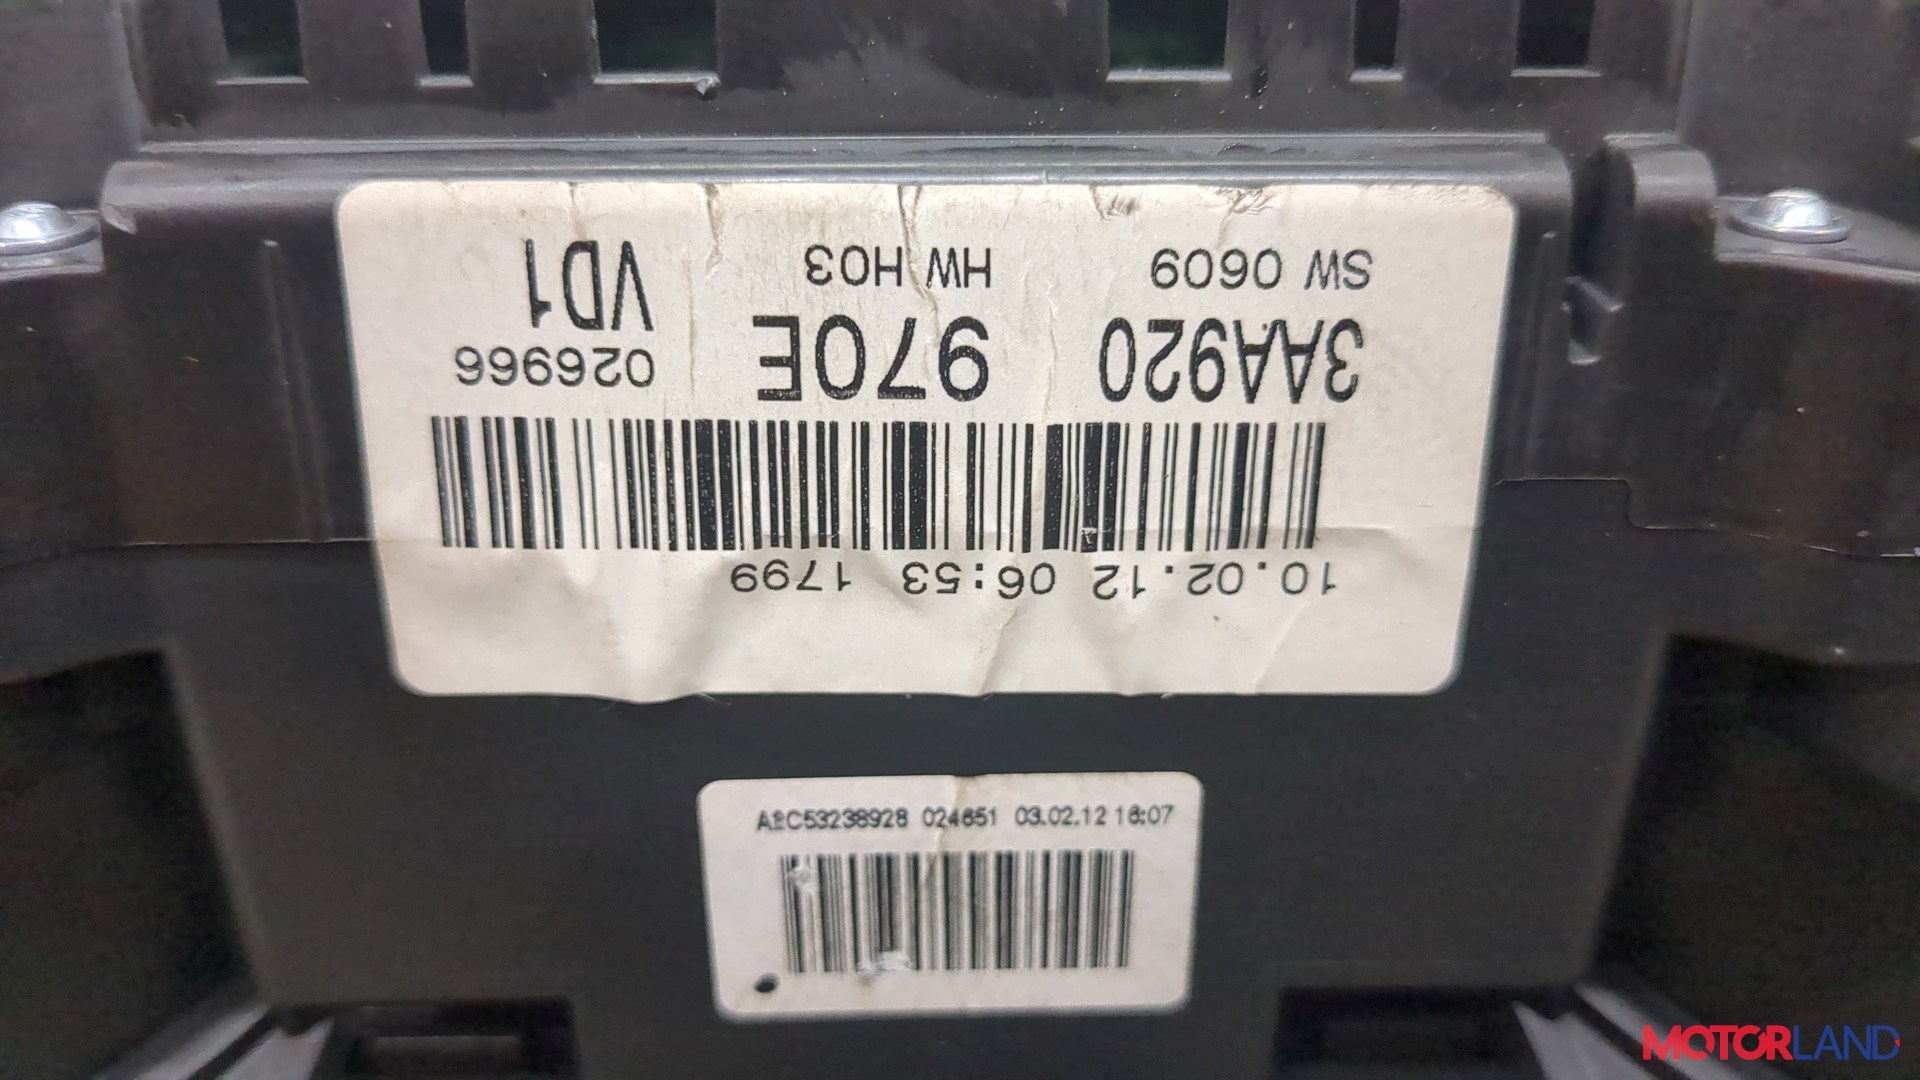 10.02.12 06:53 1799
3AA920 970E 026966
SW 0609 HW H03 VD1
A2C53238928 024651 03.02.12 16:07
MOTORLAND